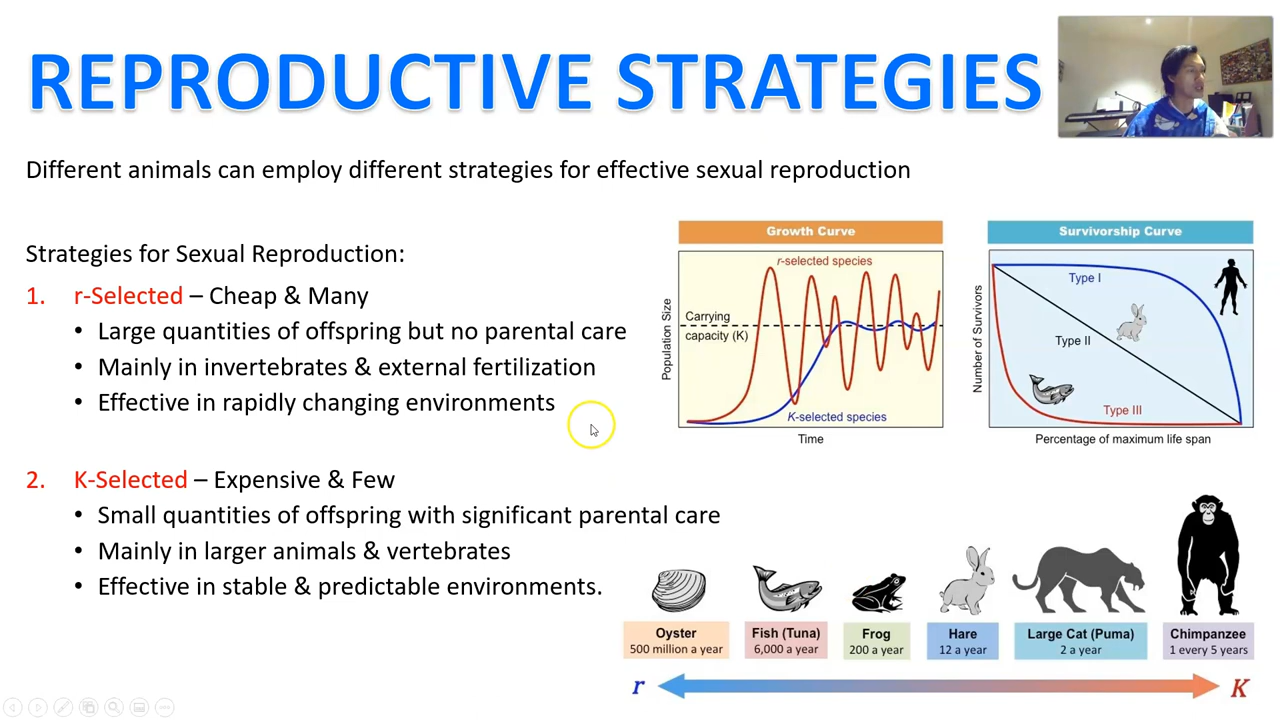 REPRODUCTIVE STRATEGIES
Different animals can employ different strategies for effective sexual reproduction
Strategies for Sexual Reproduction:
1. r-Selected – Cheap & Many
• Large quantities of offspring but no parental care
• Mainly in invertebrates & external fertilization
• Effective in rapidly changing environments
2. K-Selected – Expensive & Few
• Small quantities of offspring with significant parental care
• Mainly in larger animals & vertebrates
• Effective in stable & predictable environments.
Growth Curve
r-selected species
Carrying
capacity (K)
K-selected species
Population Size
Time
Survivorship Curve
Type I
Type II
Type III
Number of Survivors
Percentage of maximum life span
Oyster
500 million a year
Fish (Tuna)
6,000 a year
Frog
200 a year
Hare
12 a year
Large Cat (Puma)
2 a year
Chimpanzee
1 every 5 years
r
K